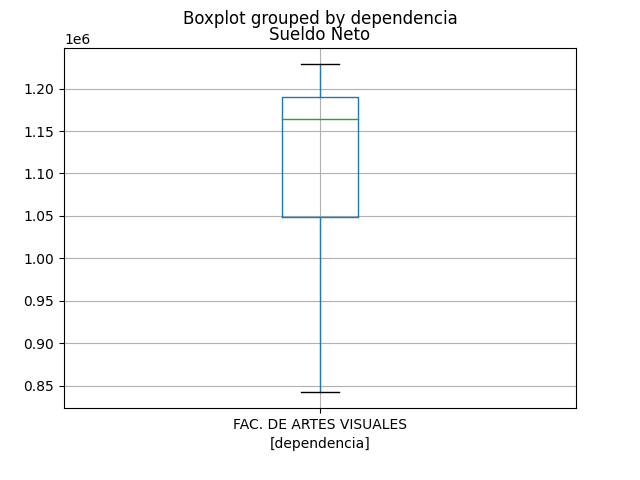 Boxplot grouped by dependencia
Sueldo Neto
1e6
1.20
1.15
1.10
1.05
1.00
0.95
0.90
0.85
FAC. DE ARTES VISUALES
[dependencia]